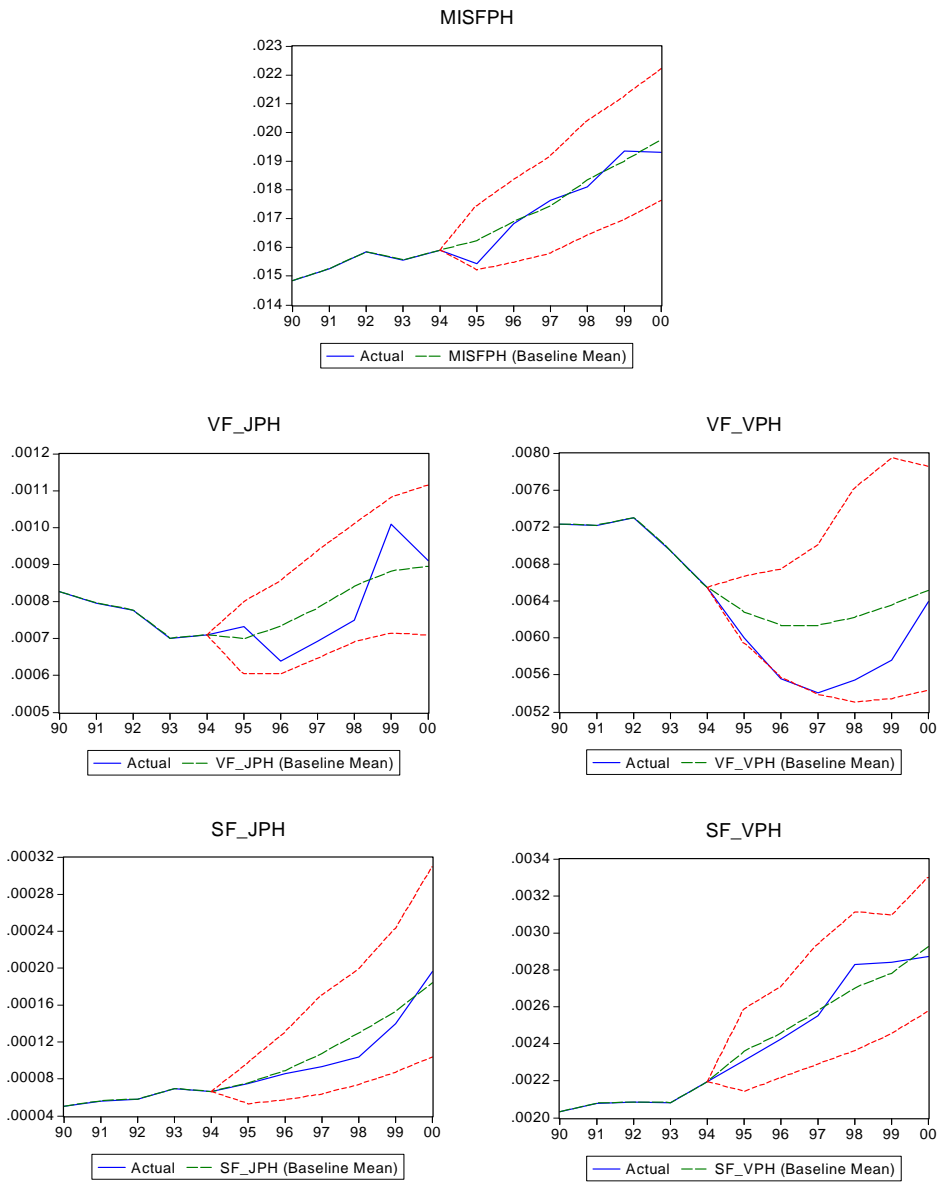 MISFPH
.023
.022
.021
.020
.019
.018
.017
.016
.015
.014
90 91 92 93 94 95 96 97 98 99 00
Actual MISFPH (Baseline Mean)
VF_JPH
.0012
.0011
.0010
.0009
.0008
.0007
.0006
.0005
90 91 92 93 94 95 96 97 98 99 00
Actual VF_JPH (Baseline Mean)
VF_VPH
.0080
.0076
.0072
.0068
.0064
.0060
.0056
.0052
90 91 92 93 94 95 96 97 98 99 00
Actual VF_VPH (Baseline Mean)
SF_JPH
.00032
.00028
.00024
.00020
.00016
.00012
.00008
.00004
90 91 92 93 94 95 96 97 98 99 00
Actual SF_JPH (Baseline Mean)
SF_VPH
.0034
.0032
.0030
.0028
.0026
.0024
.0022
.0020
90 91 92 93 94 95 96 97 98 99 00
Actual SF_VPH (Baseline Mean)